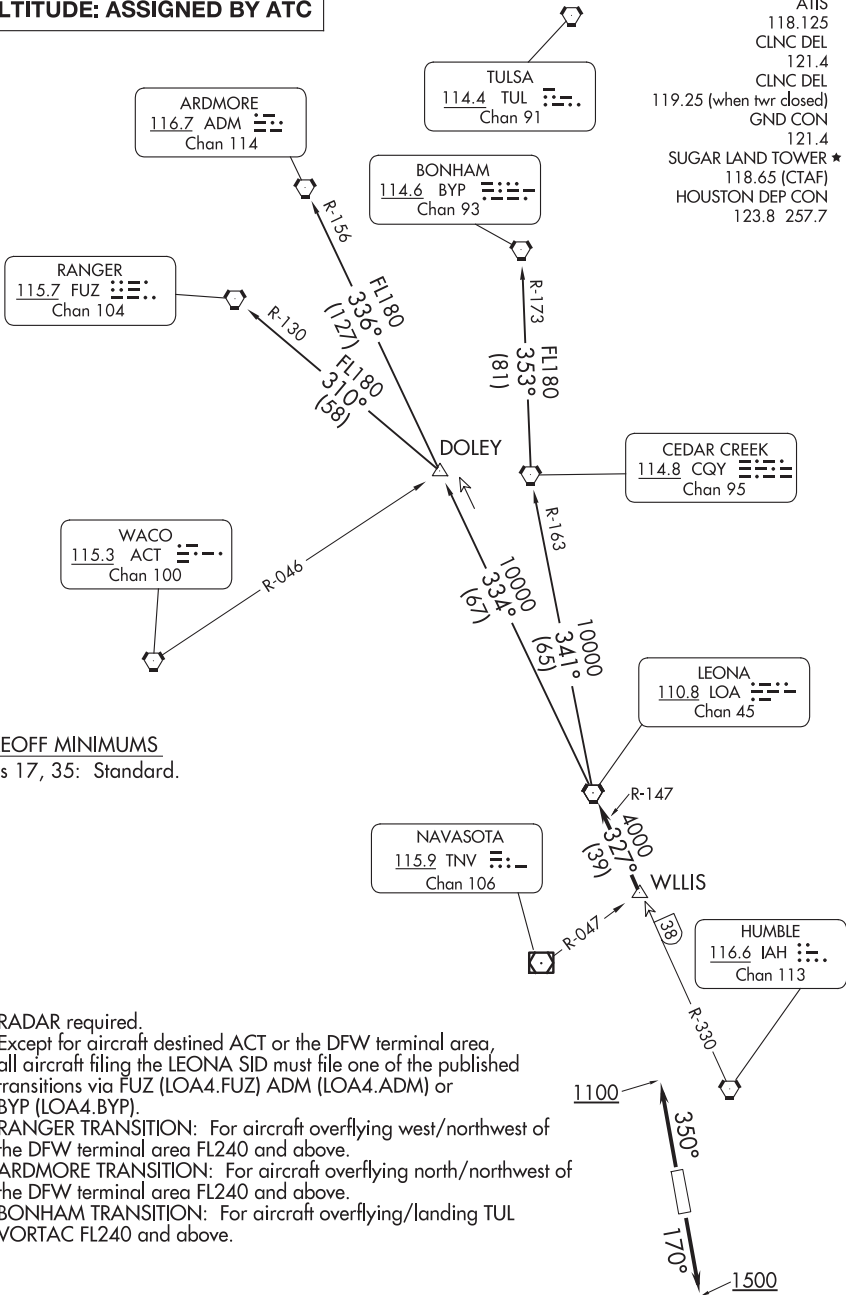 LTITUDE: ASSIGNED BY ATC
ATIS
118.125
CLNC DEL
121.4
CLNC DEL
119.25 (when twr closed)
GND CON
121.4
SUGAR LAND TOWER ★
118.65 (CTAF)
HOUSTON DEP CON
123.8 257.7
TULSA
114.4 TUL
Chan 91
ARDMORE
116.7 ADM
Chan 114
BONHAM
114.6 BYP
Chan 93
R-156
RANGER
115.7 FUZ
Chan 104
R-130
FL180
336°
(127)
FL180
310°
(58)
R-173
FL180
353°
(81)
DOLEY
CEDAR CREEK
114.8 CQY
Chan 95
R-163
WACO
115.3 ACT
Chan 100
R-046
10000
334°
(67)
10000
341°
(65)
LEONA
110.8 LOA
Chan 45
EOFF MINIMUMS
s 17, 35: Standard.
R-147
4000
327°
(39)
NAVASOTA
115.9 TNV
Chan 106
WLLIS
R-047
38
HUMBLE
116.6 IAH
Chan 113
R-330
RADAR required.
Except for aircraft destined ACT or the DFW terminal area,
all aircraft filing the LEONA SID must file one of the published
transitions via FUZ (LOA4.FUZ) ADM (LOA4.ADM) or
BYP (LOA4.BYP).
RANGER TRANSITION: For aircraft overflying west/northwest of
the DFW terminal area FL240 and above.
ARDMORE TRANSITION: For aircraft overflying north/northwest of
the DFW terminal area FL240 and above.
BONHAM TRANSITION: For aircraft overflying/landing TUL
VORTAC FL240 and above.
1100
350°
170°
1500